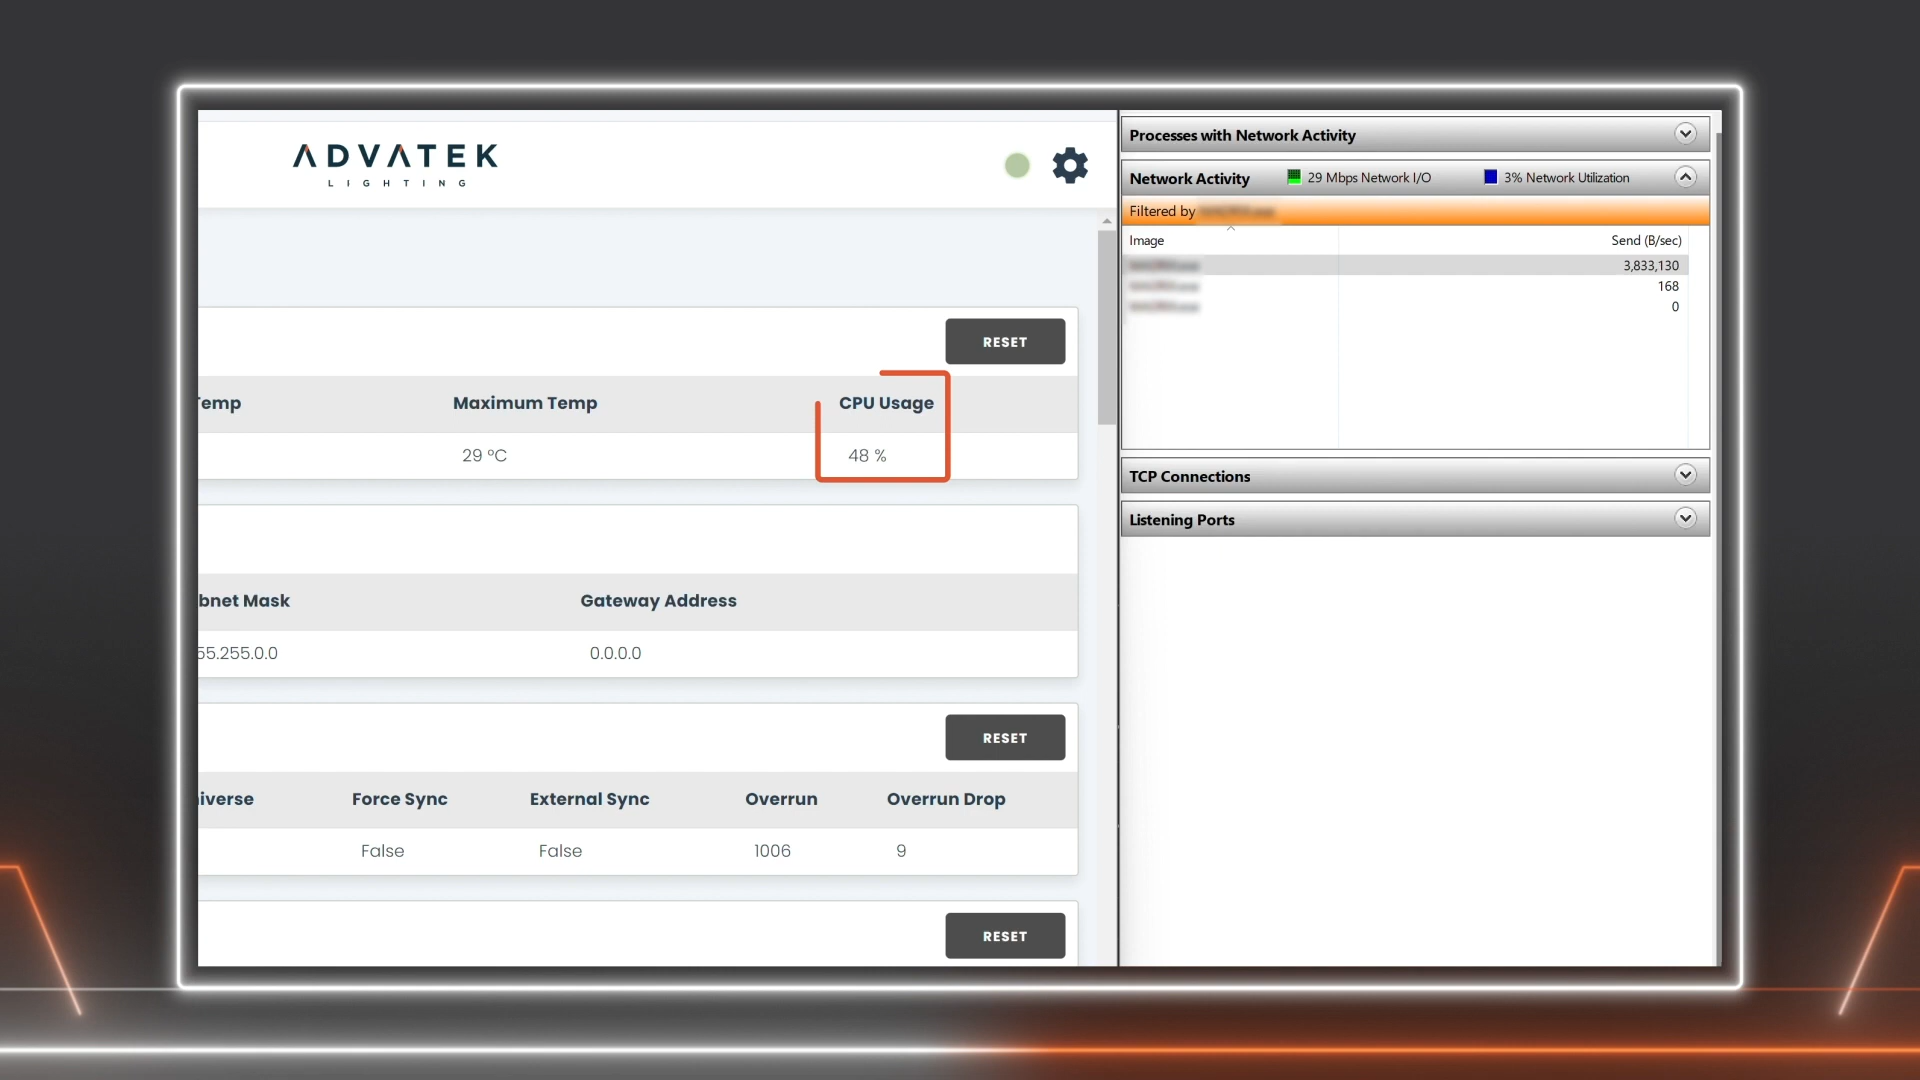 ADVATEK
LIGHTING
RESET
Temp Maximum Temp CPU Usage
29 °C 48 %
bnet Mask Gateway Address
55.255.0.0 0.0.0.0
RESET
iverse Force Sync External Sync Overrun Overrun Drop
False False 1006 9
RESET
Processes with Network Activity
Network Activity 29 Mbps Network I/O 3% Network Utilization
Filtered by
Image Send (B/sec)
3,833,130
168
0
TCP Connections
Listening Ports